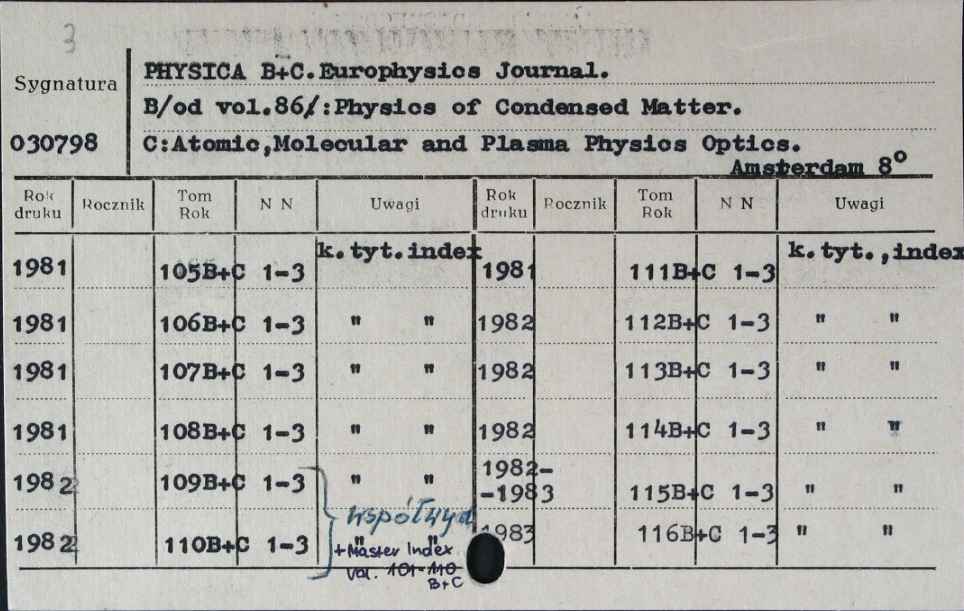 3
PHYSICA B+C.Europhysics Journal.
Sygnatura
B/od vol.86/:Physics of Condensed Matter.
030798
C:Atomic,Molecular and Plasma Physics Optics.
Amsterdam 8°
Rok druku Rocznik Tom Rok N N Uwagi Rok druku Rocznik Tom Rok N N Uwagi
1981 105B+C 1-3 k.tyt.index 1981 111B+C 1-3 k.tyt.,index
1981 106B+C 1-3 " " 1982 112B+C 1-3 " "
1981 107B+C 1-3 " " 1982 113B+C 1-3 " "
1981 108B+C 1-3 " " 1982 114B+C 1-3 " "
1982 109B+C 1-3 " " 1982--1983 115B+C 1-3 " "
współwyd
1982 110B+C 1-3 " " 1983 116B+C 1-3 " "
+Master Index
Vol. 101-110
B+C